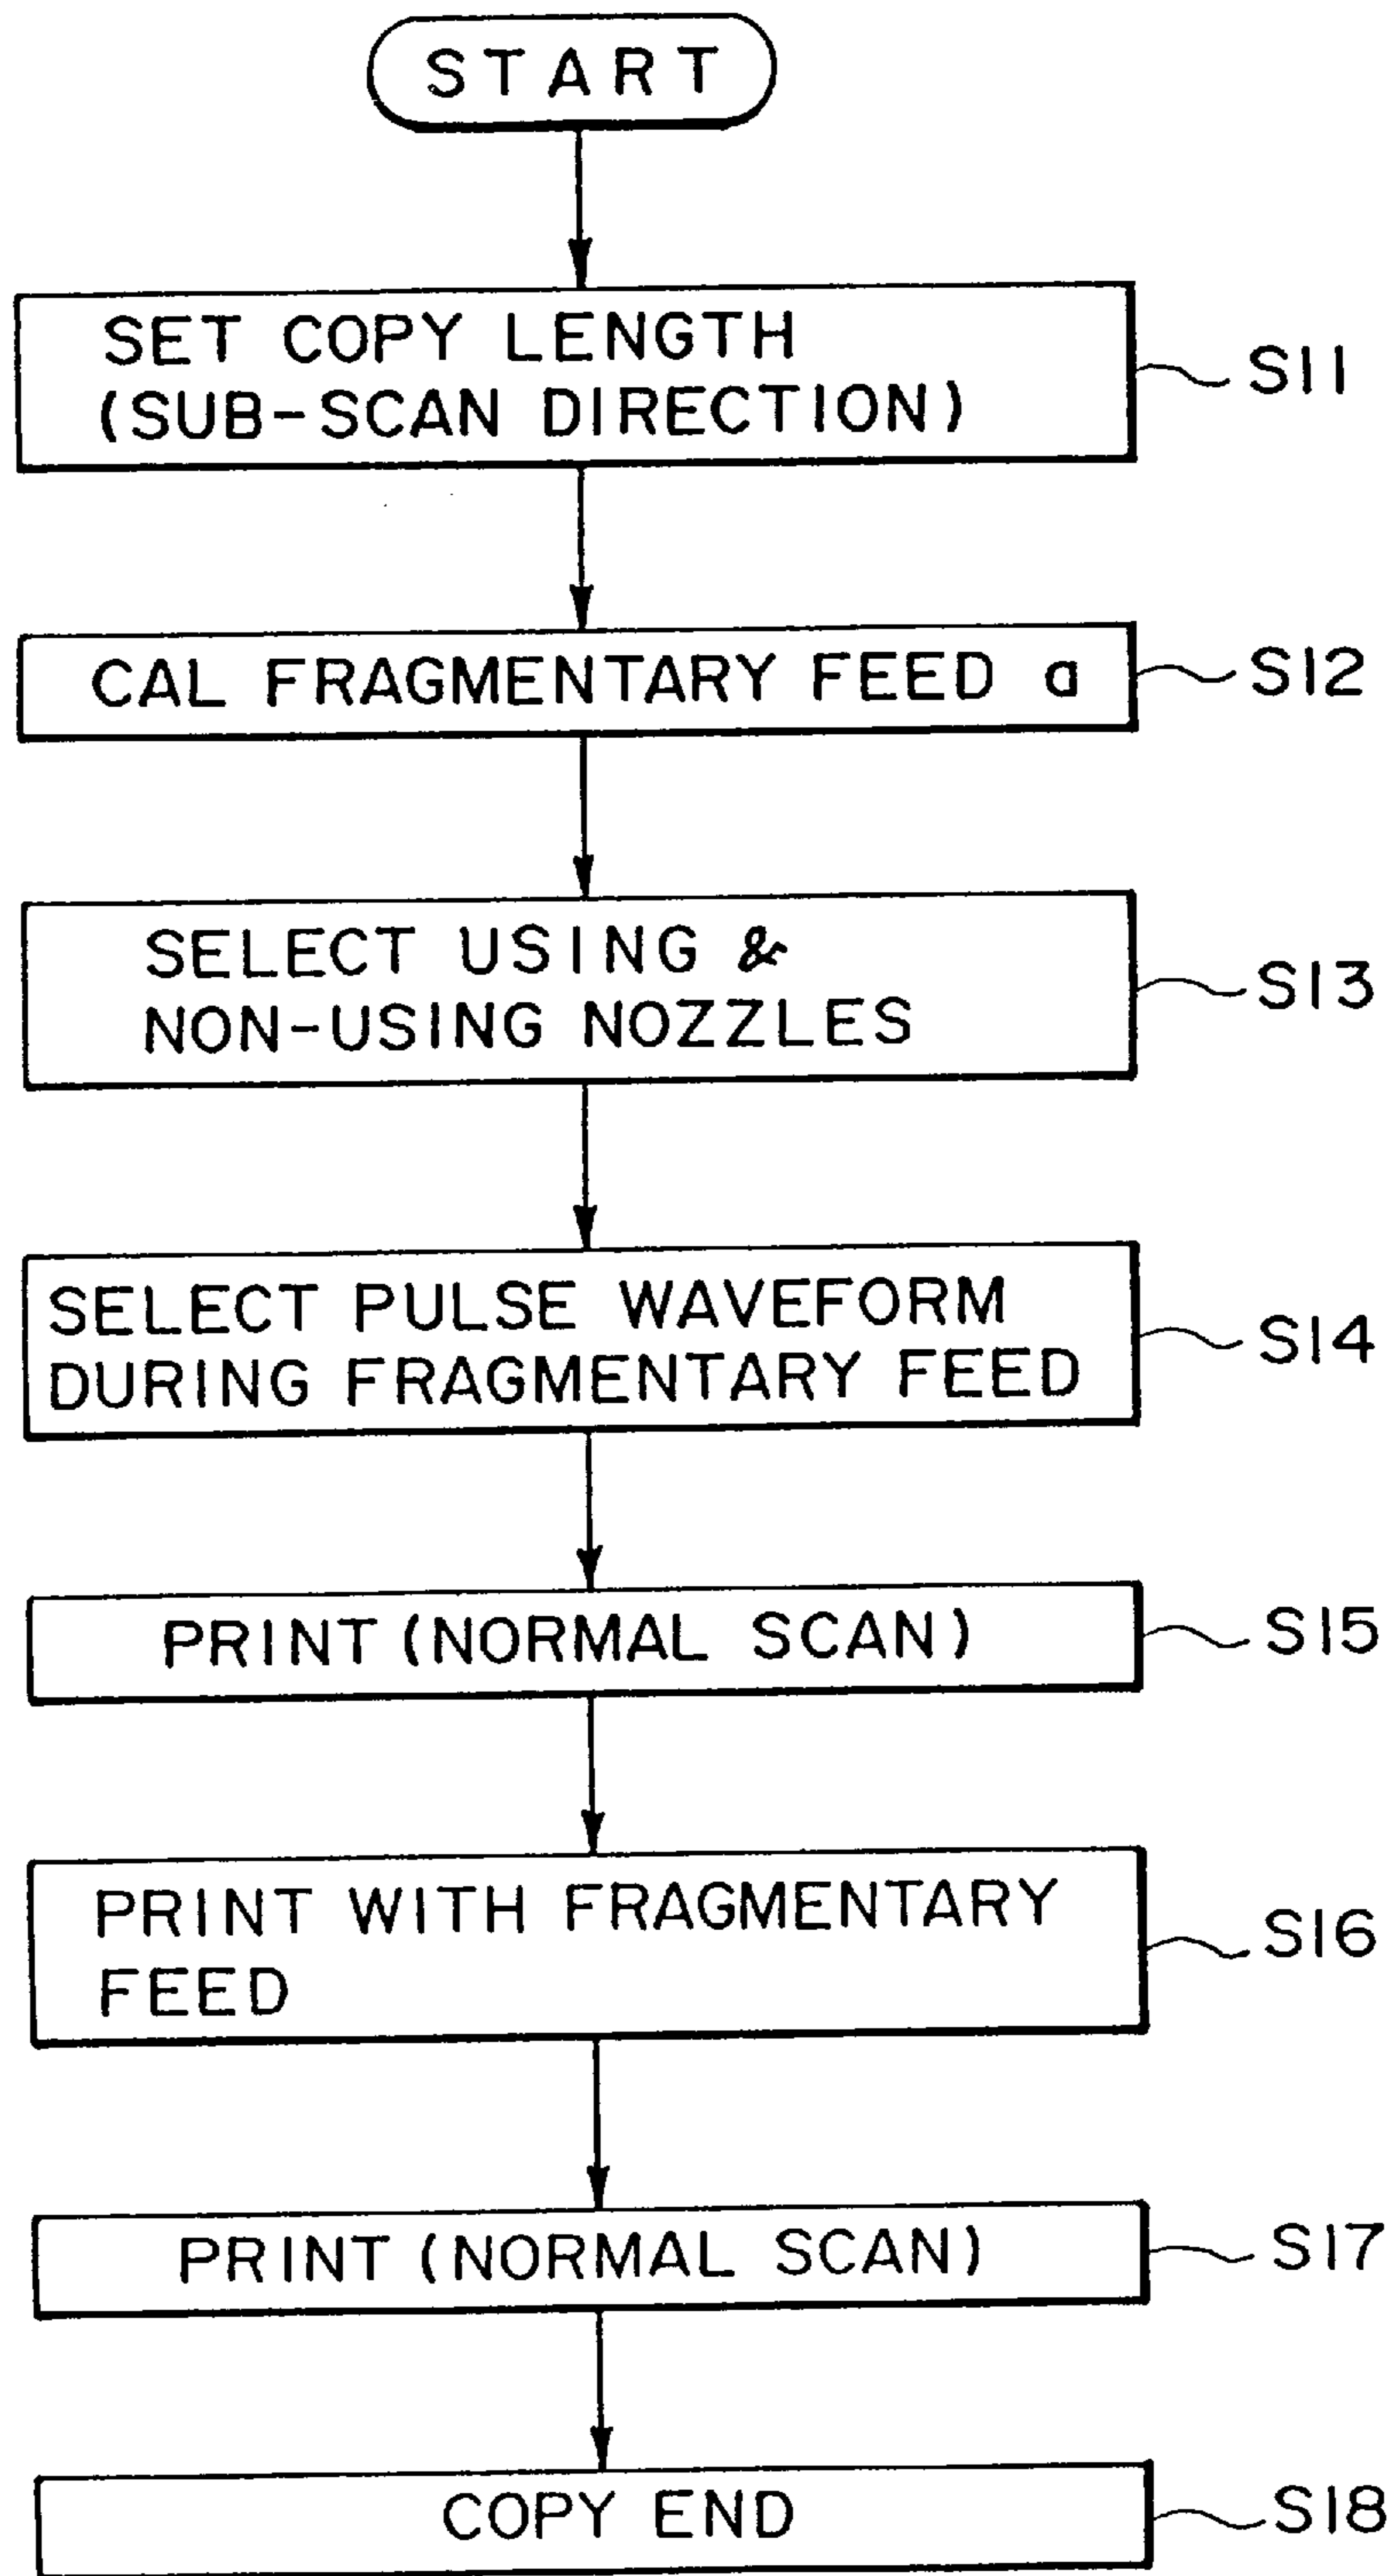 START
SET COPY LENGTH
(SUB-SCAN DIRECTION)
S11
CAL FRAGMENTARY FEED a
S12
SELECT USING &
NON-USING NOZZLES
S13
SELECT PULSE WAVEFORM
DURING FRAGMENTARY FEED
S14
PRINT (NORMAL SCAN)
S15
PRINT WITH FRAGMENTARY
FEED
S16
PRINT (NORMAL SCAN)
S17
COPY END
S18